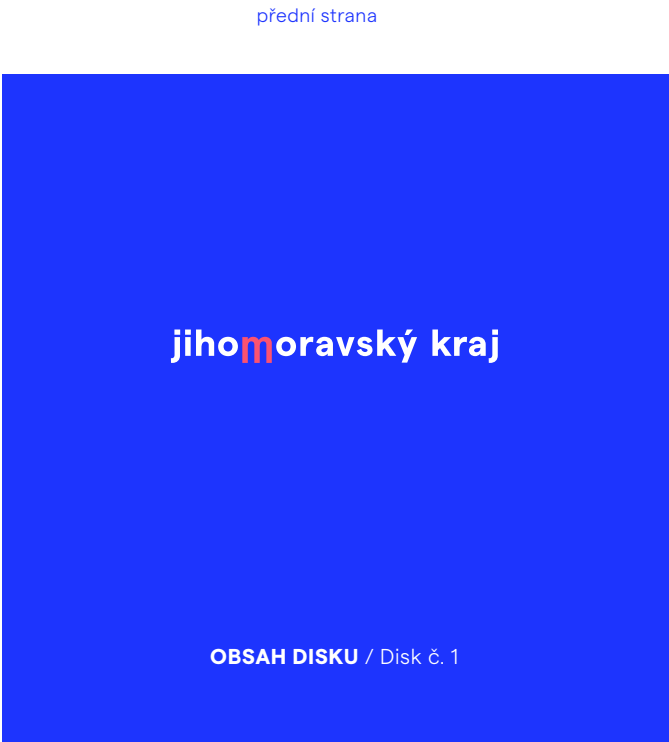 přední strana
jihomoravský kraj
OBSAH DISKU / Disk č. 1